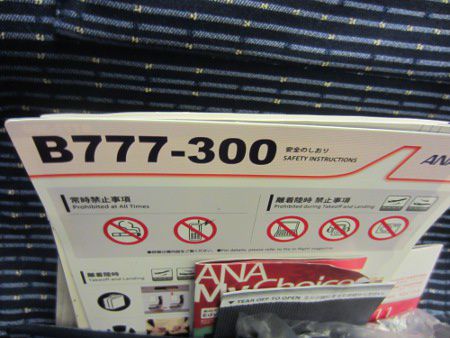 B777-300
安全のしおり
SAFETY INSTRUCTIONS
ANA
常時禁止事項
Prohibited at All Times
離着陸時 禁止事項
Prohibited during Takeoff and Landing
離着陸時
Takeoff and Landing
ANA
My Choice
▼ TEAR OFF TO OPEN